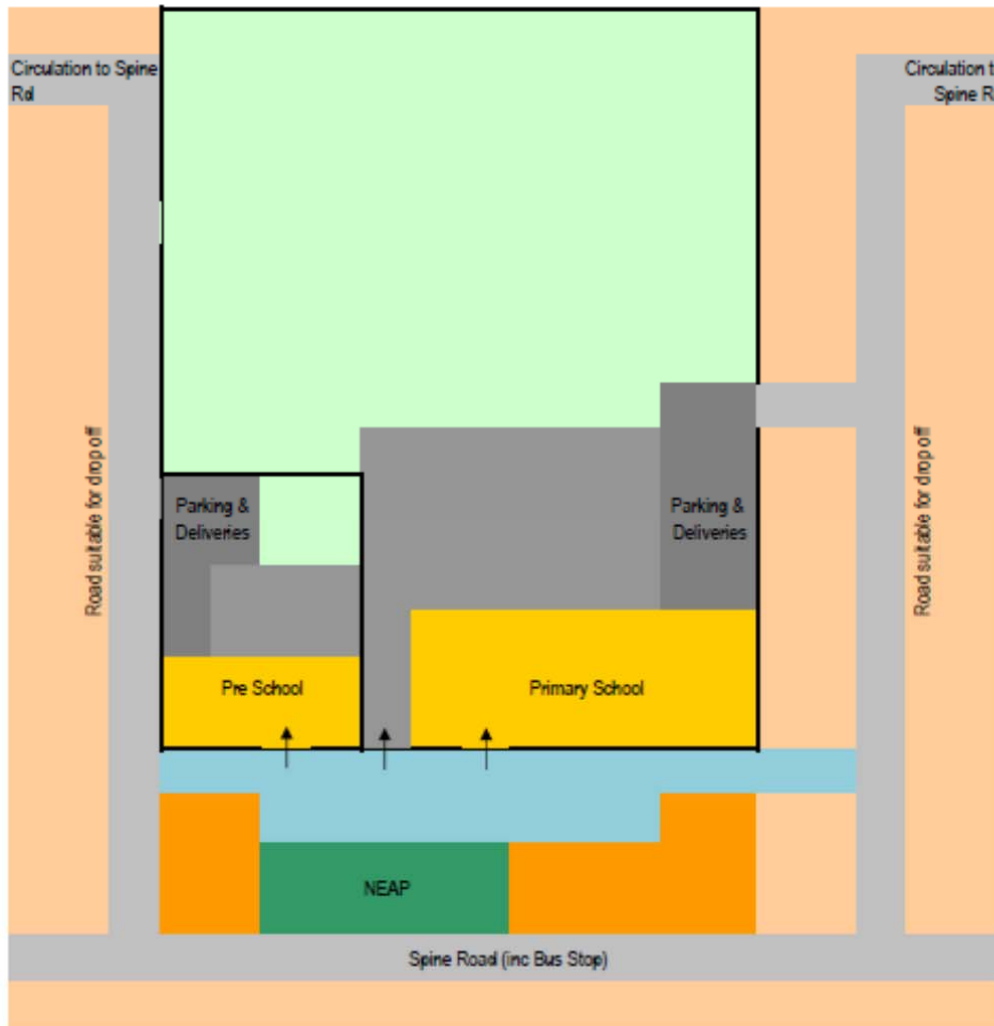 Circulation to Spine
Rd
Circulation t
Spine R
Road suitable for drop off
Parking &
Deliveries
Parking &
Deliveries
Road suitable for drop off
Pre School
Primary School
NEAP
Spine Road (inc Bus Stop)